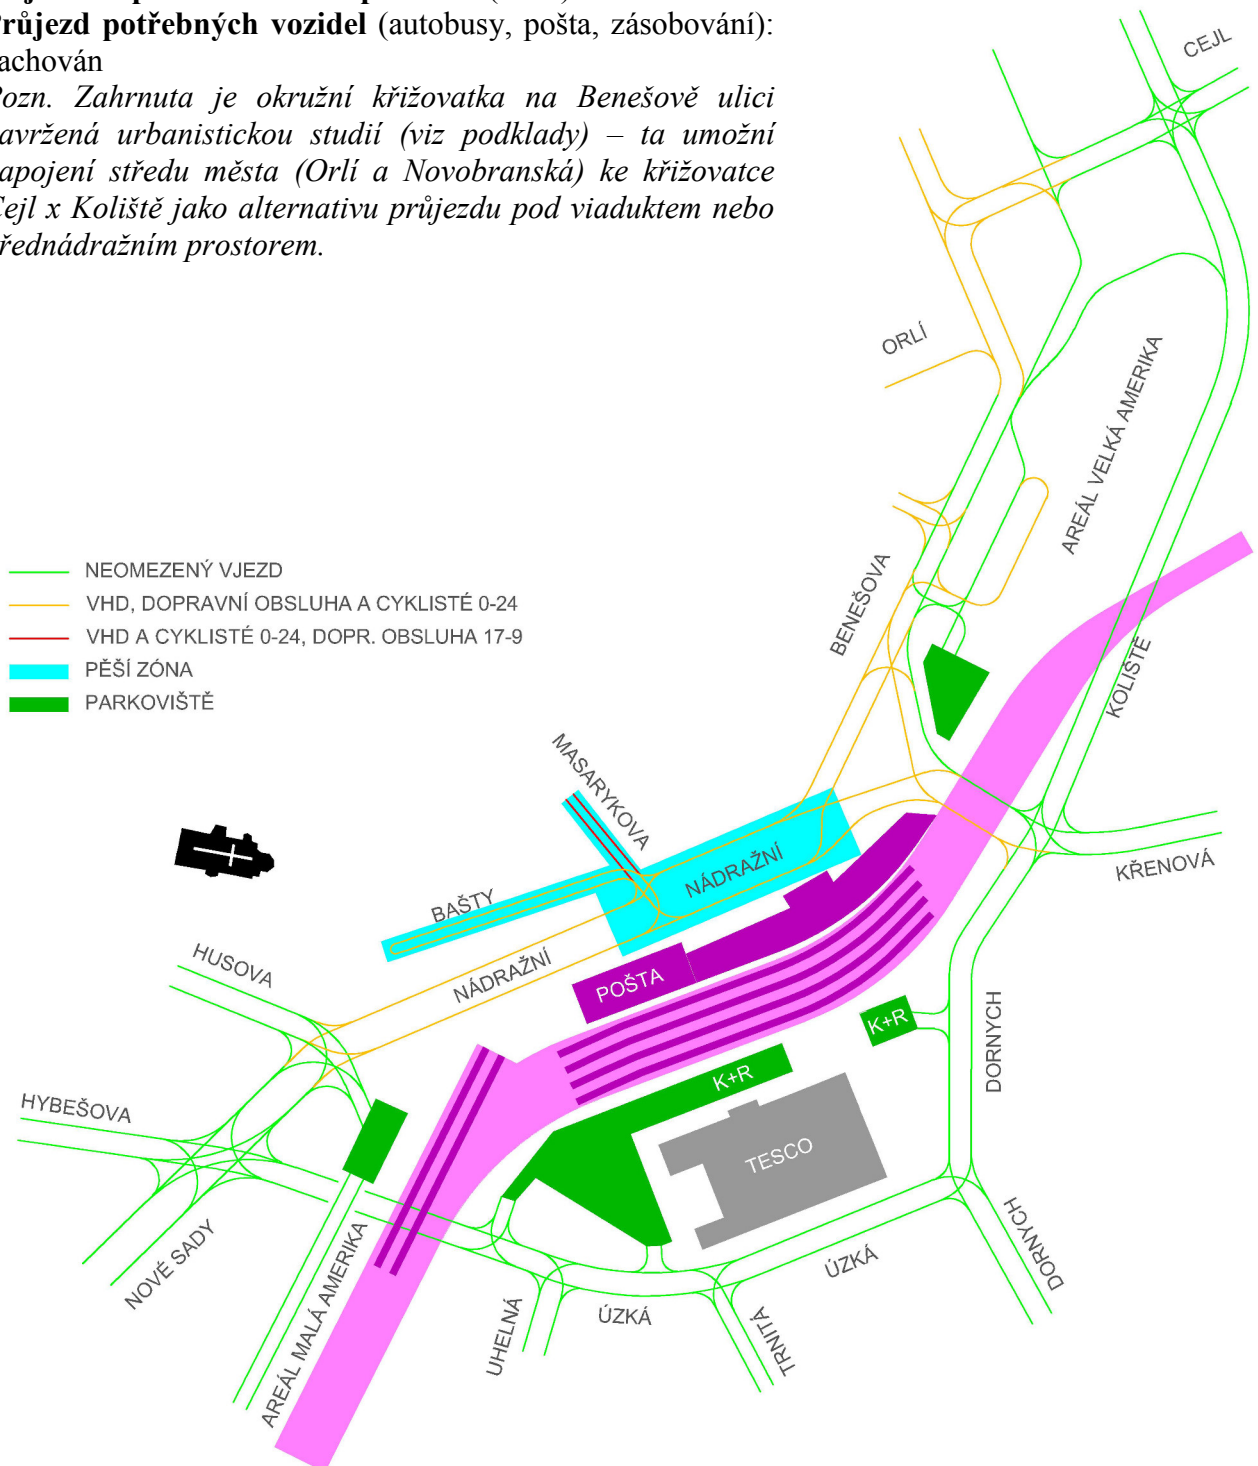 růjezd potřebných vozidel (autobusy, pošta, zásobování):
achován
ozn. Zahrnuta je okružní křižovatka na Benešově ulici
avržená urbanistickou studií (viz podklady) – ta umožní
apojení středu města (Orlí a Novobranská) ke křižovatce
Cejl x Koliště jako alternativu průjezdu pod viaduktem nebo
řednádražním prostorem.
CEJL
ORLÍ
AREÁL VELKÁ AMERIKA
NEOMEZENÝ VJEZD
VHD, DOPRAVNÍ OBSLUHA A CYKLISTÉ 0-24
VHD A CYKLISTÉ 0-24, DOPR. OBSLUHA 17-9
PĚŠÍ ZÓNA
PARKOVIŠTĚ
BENEŠOVA
KOLIŠTĚ
MASARYKOVA
NÁDRAŽNÍ
KŘENOVÁ
BAŠTY
HUSOVA
NÁDRAŽNÍ
POŠTA
K+R
DORNYCH
K+R
HYBEŠOVA
TESCO
NOVÉ SADY
AREÁL MALÁ AMERIKA
DORNYCH
ÚZKÁ
UHELNÁ
ÚZKÁ
TRNITÁ